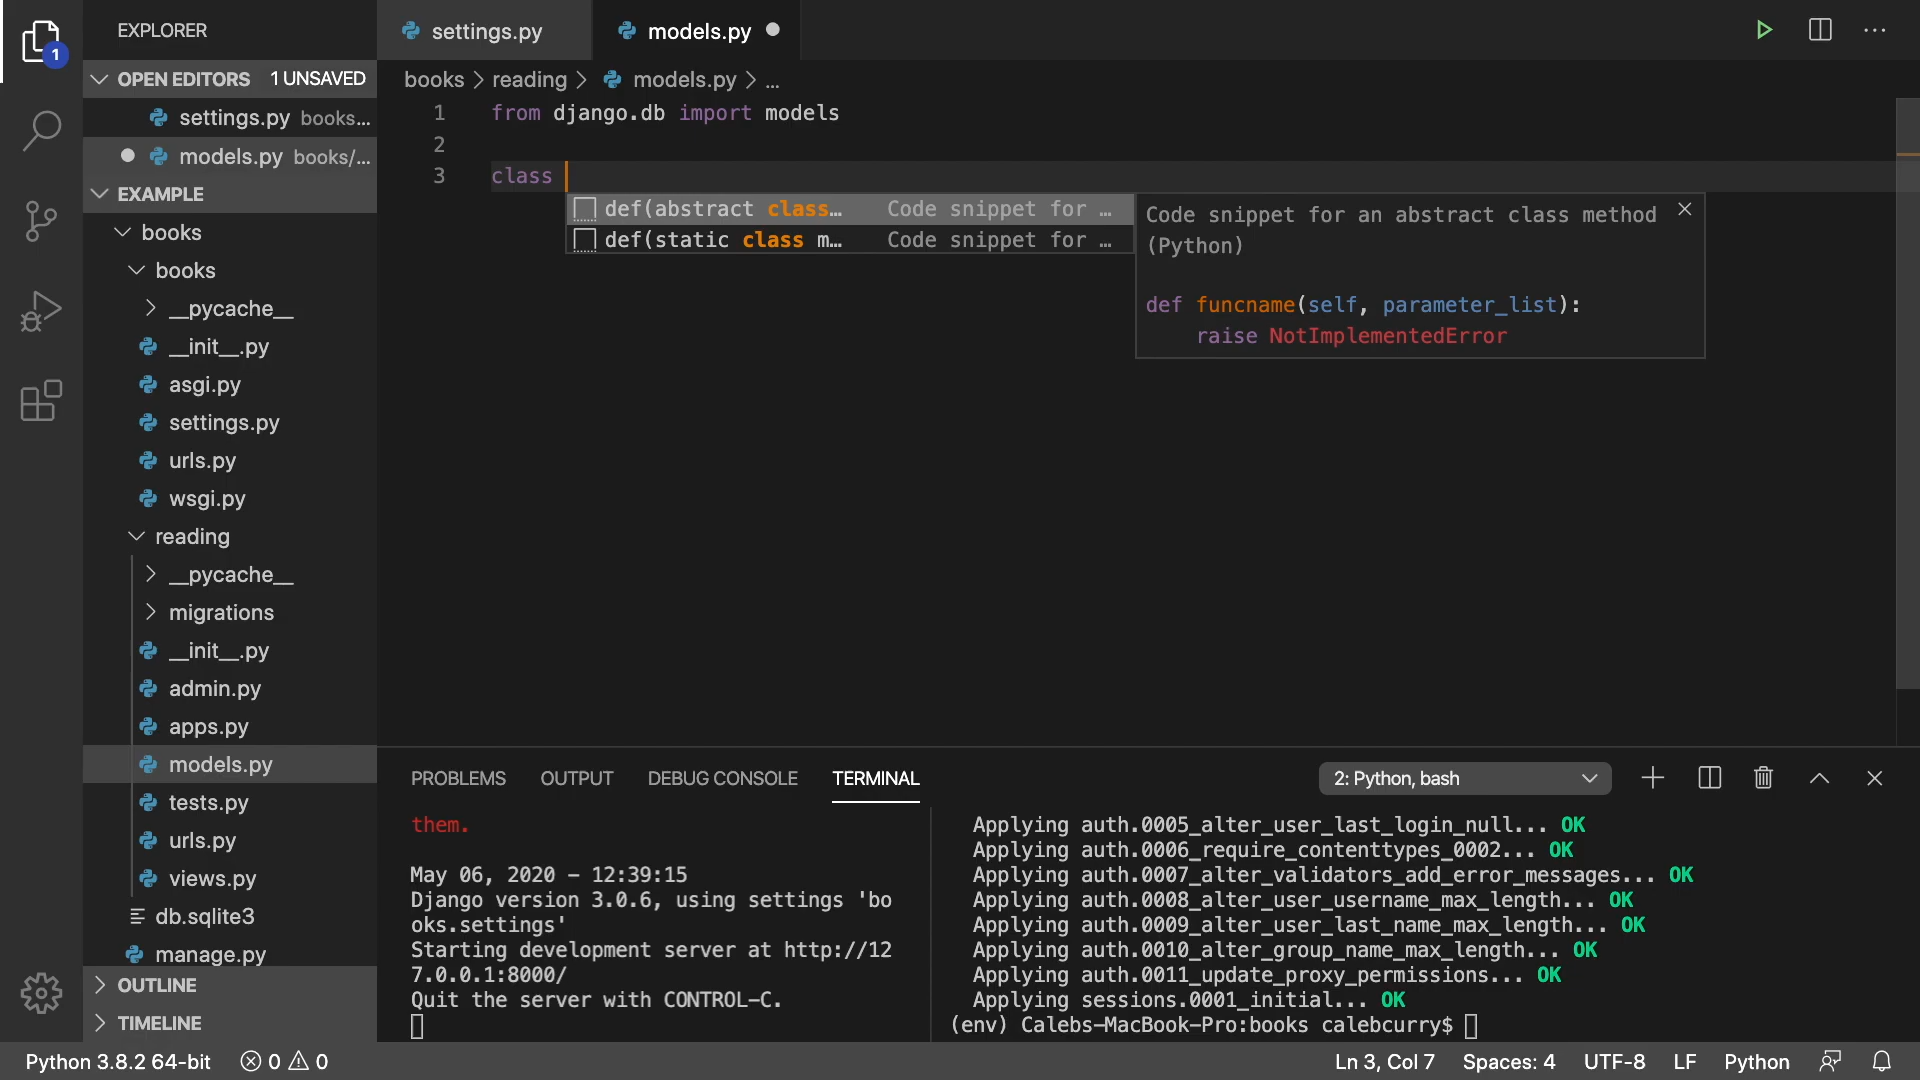 EXPLORER
settings.py
models.py
1
OPEN EDITORS 1 UNSAVED
settings.py books...
models.py books/...
EXAMPLE
books
books
__pycache__
__init__.py
asgi.py
settings.py
urls.py
wsgi.py
reading
__pycache__
migrations
__init__.py
admin.py
apps.py
models.py
tests.py
urls.py
views.py
db.sqlite3
manage.py
OUTLINE
TIMELINE
books > reading > models.py > ...
1 from django.db import models
2
3 class
def(abstract class… Code snippet for …
def(static class m… Code snippet for …
Code snippet for an abstract class method
(Python)
def funcname(self, parameter_list):
raise NotImplementedError
PROBLEMS OUTPUT DEBUG CONSOLE TERMINAL
2: Python, bash
them.
May 06, 2020 - 12:39:15
Django version 3.0.6, using settings 'bo
oks.settings'
Starting development server at http://12
7.0.0.1:8000/
Quit the server with CONTROL-C.
Applying auth.0005_alter_user_last_login_null... OK
Applying auth.0006_require_contenttypes_0002... OK
Applying auth.0007_alter_validators_add_error_messages... OK
Applying auth.0008_alter_user_username_max_length... OK
Applying auth.0009_alter_user_last_name_max_length... OK
Applying auth.0010_alter_group_name_max_length... OK
Applying auth.0011_update_proxy_permissions... OK
Applying sessions.0001_initial... OK
(env) Calebs-MacBook-Pro:books calebcurry$
Python 3.8.2 64-bit 0 0
Ln 3, Col 7 Spaces: 4 UTF-8 LF Python